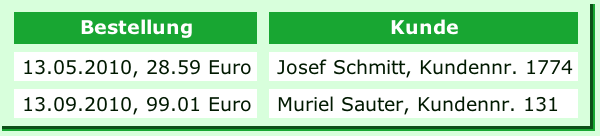 Bestellung Kunde
13.05.2010, 28.59 Euro Josef Schmitt, Kundennr. 1774
13.09.2010, 99.01 Euro Muriel Sauter, Kundennr. 131